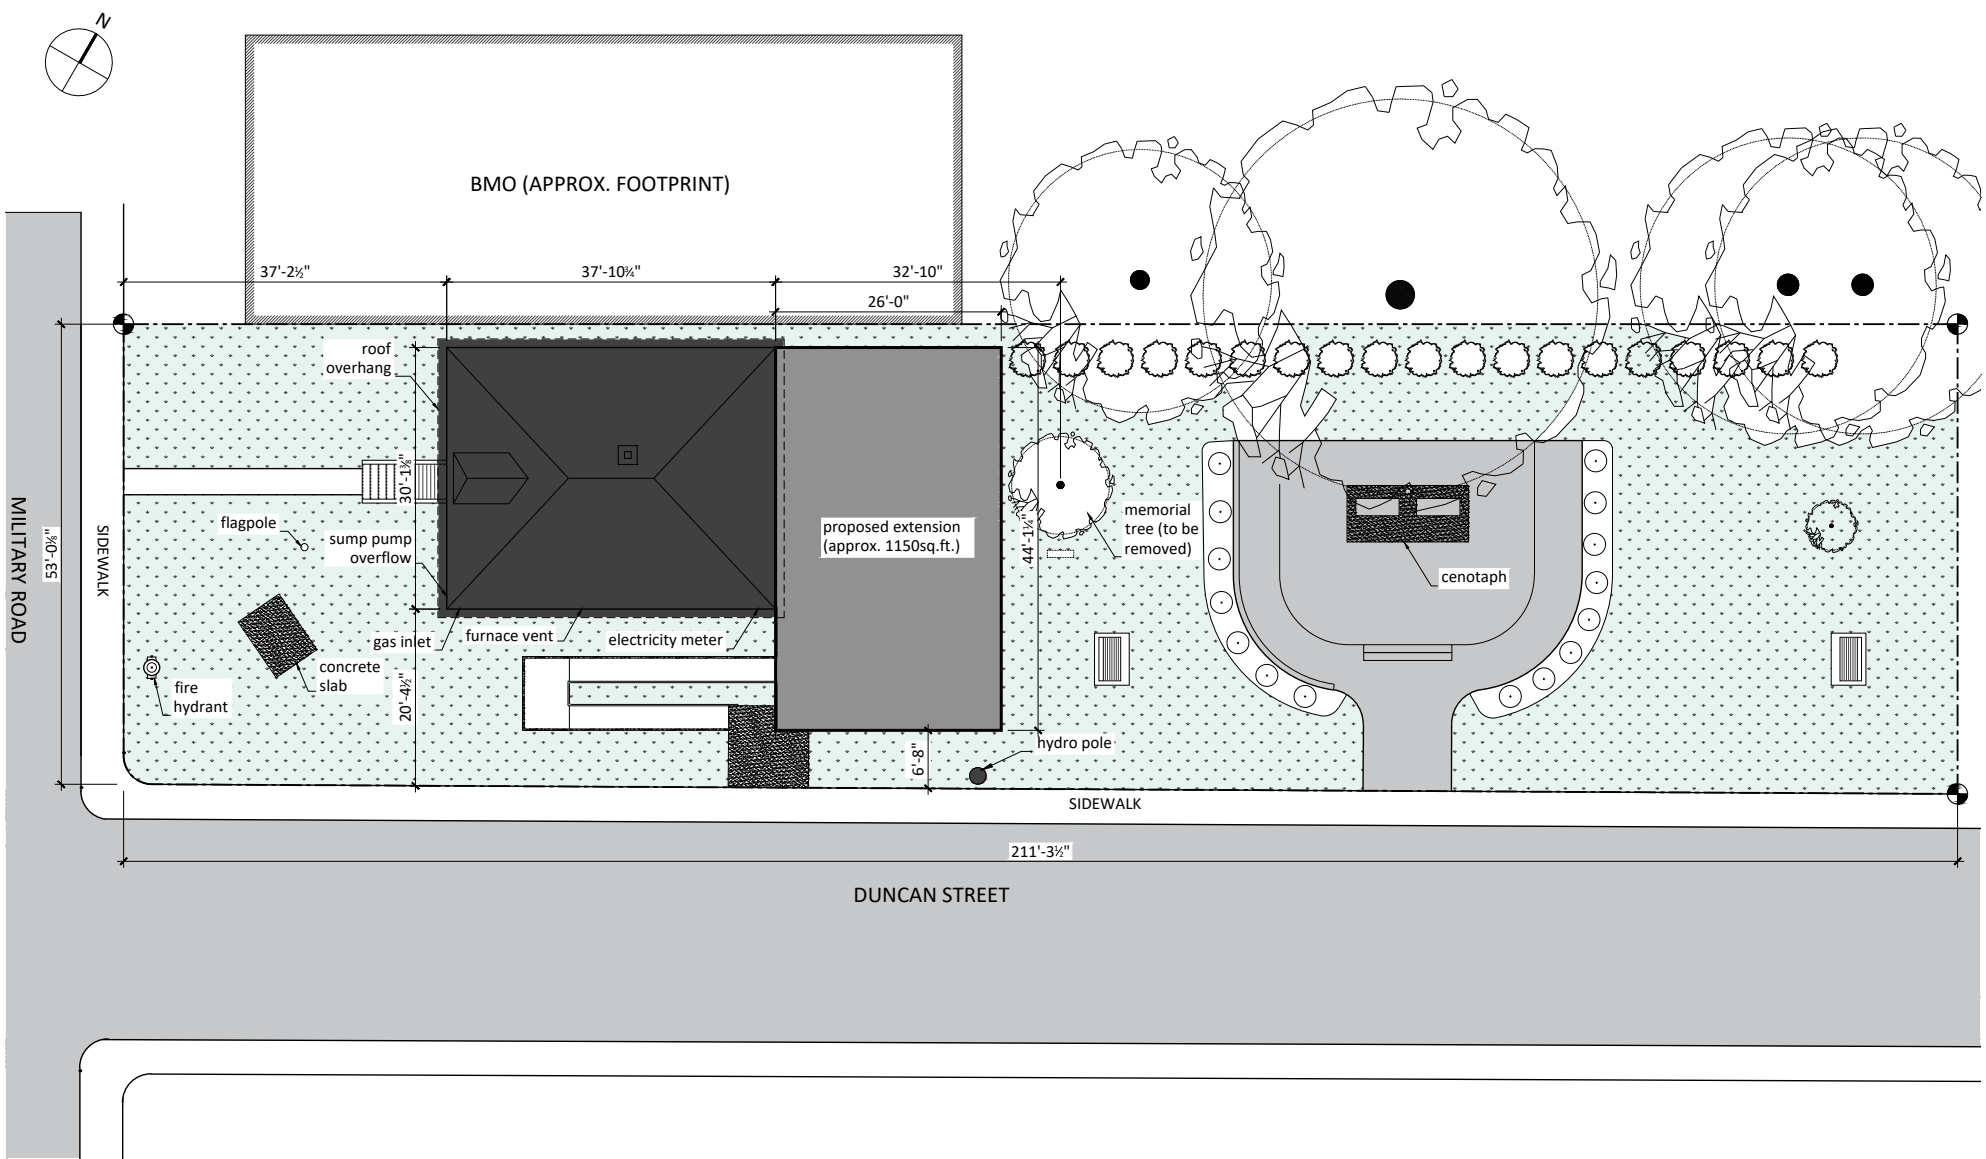 N
BMO (APPROX. FOOTPRINT)
37'-2½"
37'-10¾"
32'-10"
26'-0"
roof
overhang
30'-1⅜"
flagpole
sump pump
overflow
proposed extension
(approx. 1150sq.ft.)
44'-1¼"
memorial
tree (to be
removed)
cenotaph
MILITARY ROAD
53'-0⅛"
SIDEWALK
gas inlet
furnace vent
electricity meter
concrete
slab
fire
hydrant
20'-4½"
6'-8"
hydro pole
SIDEWALK
211'-3½"
DUNCAN STREET